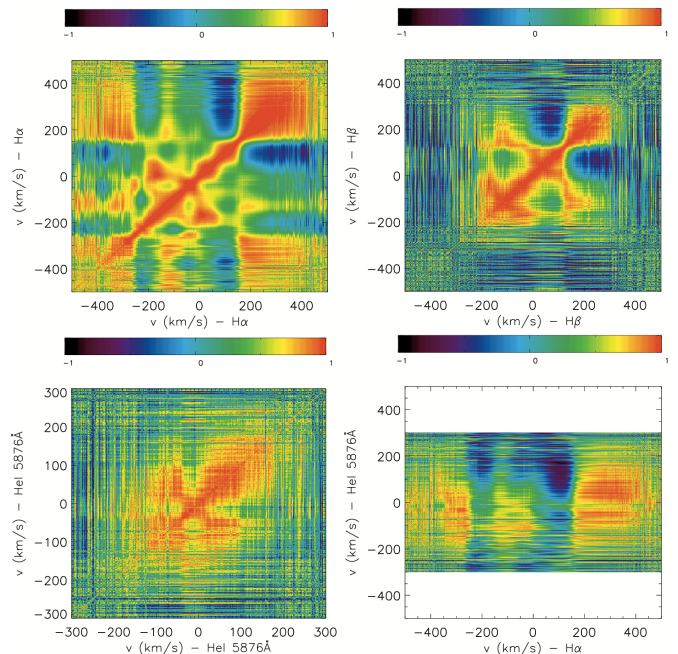 −1 0 1 −1 0 1
400 400
200 200
0 0
−200 −200
−400 −400
v (km/s) − Hα v (km/s) − Hβ
−400 −200 0 200 400 −400 −200 0 200 400
v (km/s) − Hα v (km/s) − Hβ
−1 0 1 −1 0 1
300
200
100
0
−100
−200
−300
v (km/s) − HeI 5876Å
−300 −200 −100 0 100 200 300
v (km/s) − HeI 5876Å
400
200
0
−200
−400
v (km/s) − HeI 5876Å
−400 −200 0 200 400
v (km/s) − Hα